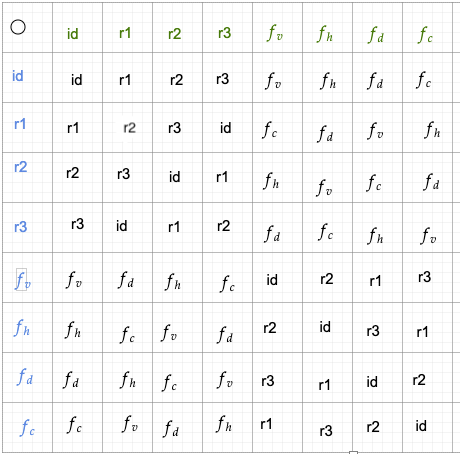 ○ id r1 r2 r3 f_v f_h f_d f_c
id id r1 r2 r3 f_v f_h f_d f_c
r1 r1 r2 r3 id f_c f_d f_v f_h
r2 r2 r3 id r1 f_h f_v f_c f_d
r3 r3 id r1 r2 f_d f_c f_h f_v
f_v f_v f_d f_h f_c id r2 r1 r3
f_h f_h f_c f_v f_d r2 id r3 r1
f_d f_d f_h f_c f_v r3 r1 id r2
f_c f_c f_v f_d f_h r1 r3 r2 id